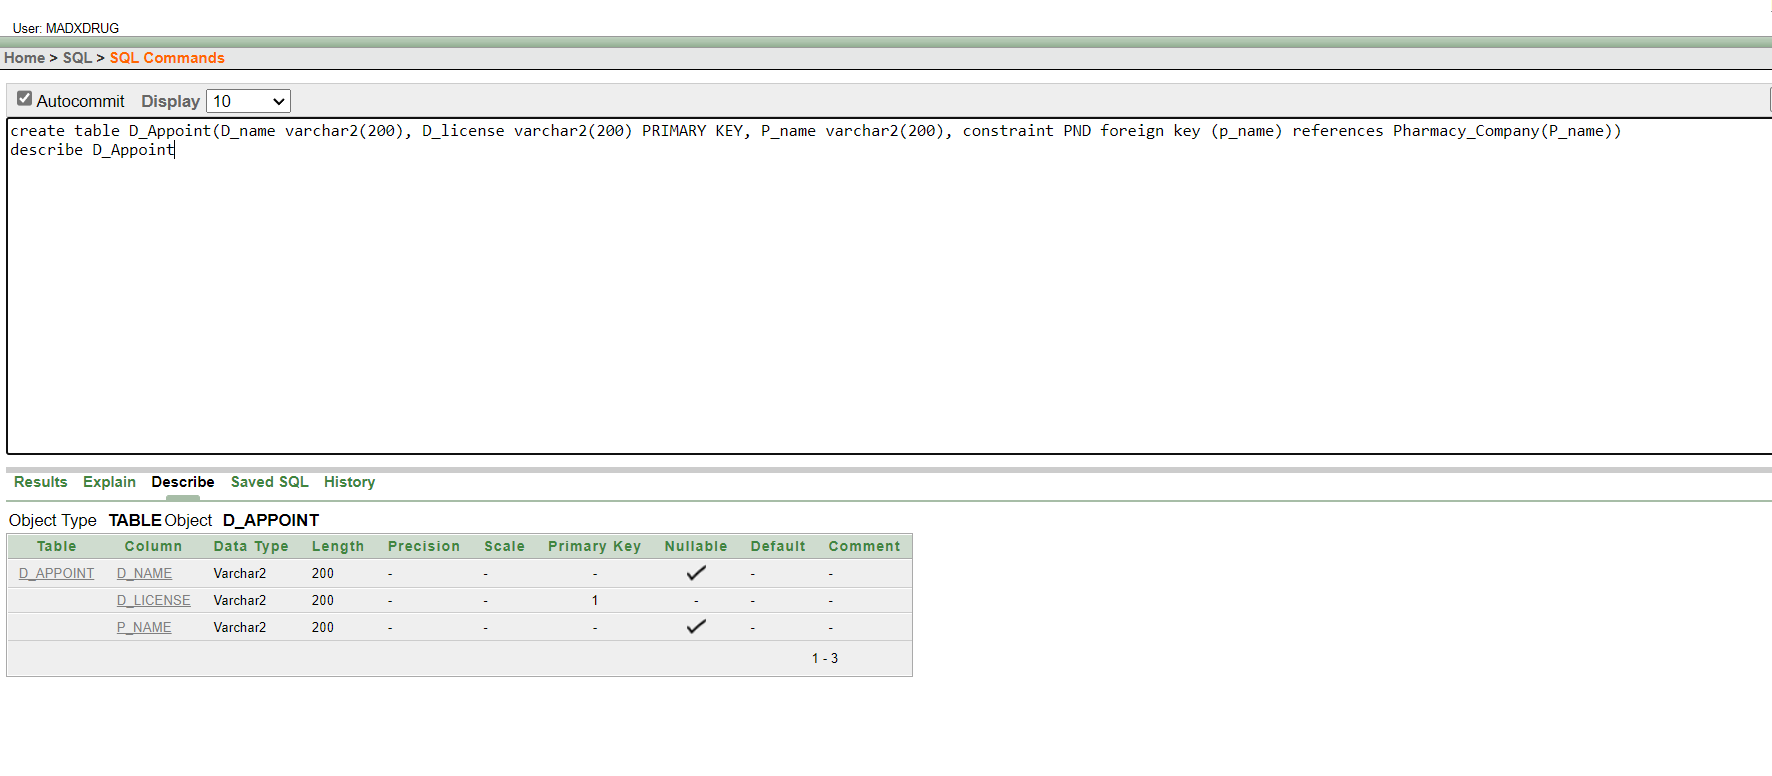 User: MADXDRUG
Home > SQL > SQL Commands
Autocommit Display 10
create table D_Appoint(D_name varchar2(200), D_license varchar2(200) PRIMARY KEY, P_name varchar2(200), constraint PND foreign key (p_name) references Pharmacy_Company(P_name))
describe D_Appoint
Results Explain Describe Saved SQL History
Object Type TABLE Object D_APPOINT
Table Column Data Type Length Precision Scale Primary Key Nullable Default Comment
D_APPOINT D_NAME Varchar2 200 - - - - -
D_LICENSE Varchar2 200 - - 1 - - -
P_NAME Varchar2 200 - - - - -
1 - 3